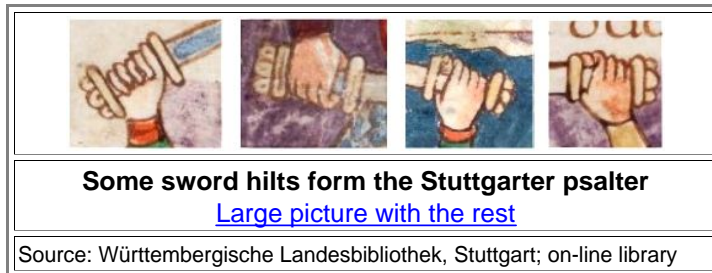 Some sword hilts form the Stuttgarter psalter
Large picture with the rest
Source: Württembergische Landesbibliothek, Stuttgart; on-line library